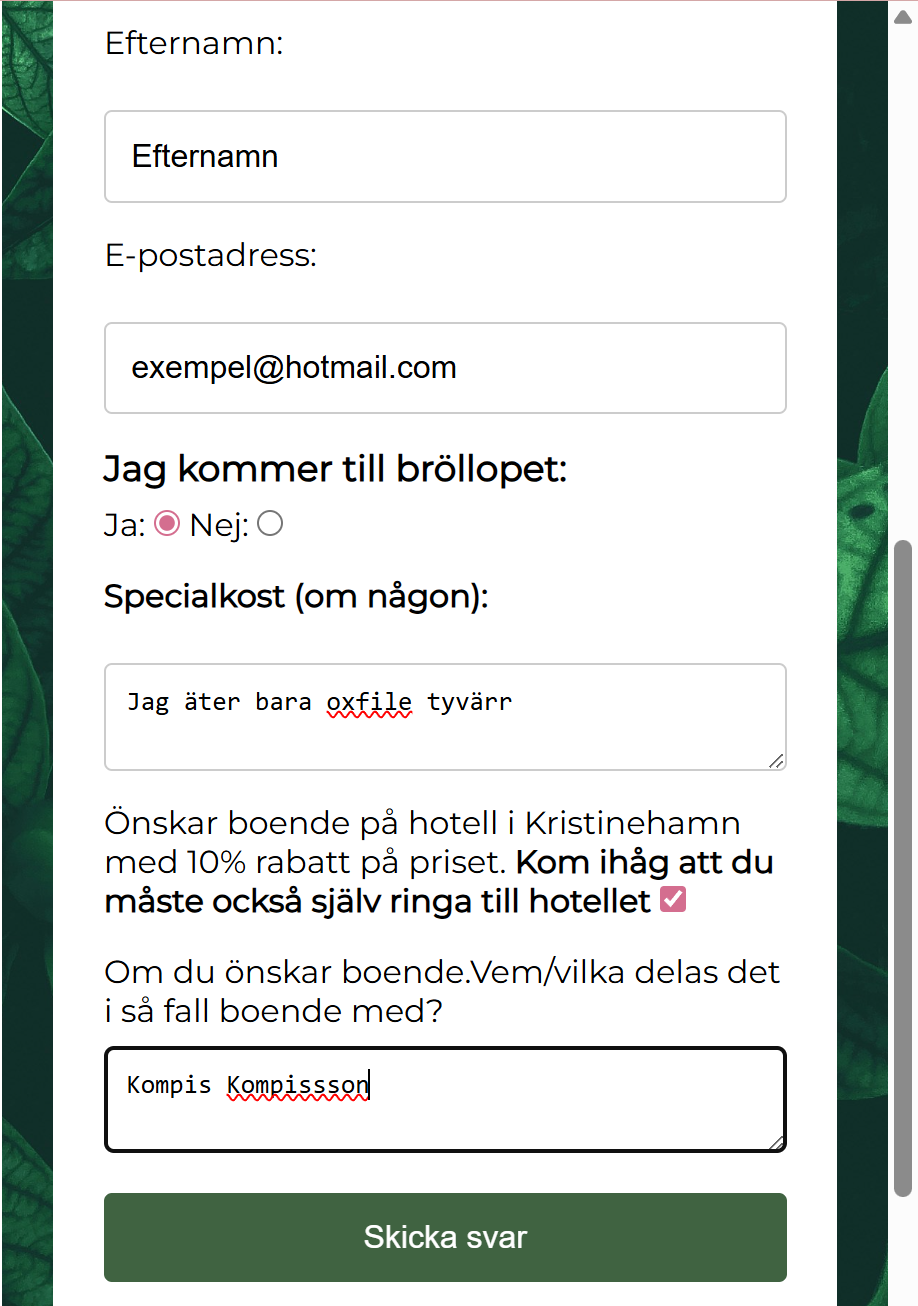 Efternamn:
Efternamn
E-postadress:
exempel@hotmail.com
Jag kommer till bröllopet:
Ja: Nej:
Specialkost (om någon):
Jag äter bara oxfile tyvärr
Önskar boende på hotell i Kristinehamn
med 10% rabatt på priset. Kom ihåg att du
måste också själv ringa till hotellet
Om du önskar boende.Vem/vilka delas det
i så fall boende med?
Kompis Kompissson
Skicka svar